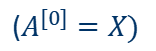 (A^[0] = X)